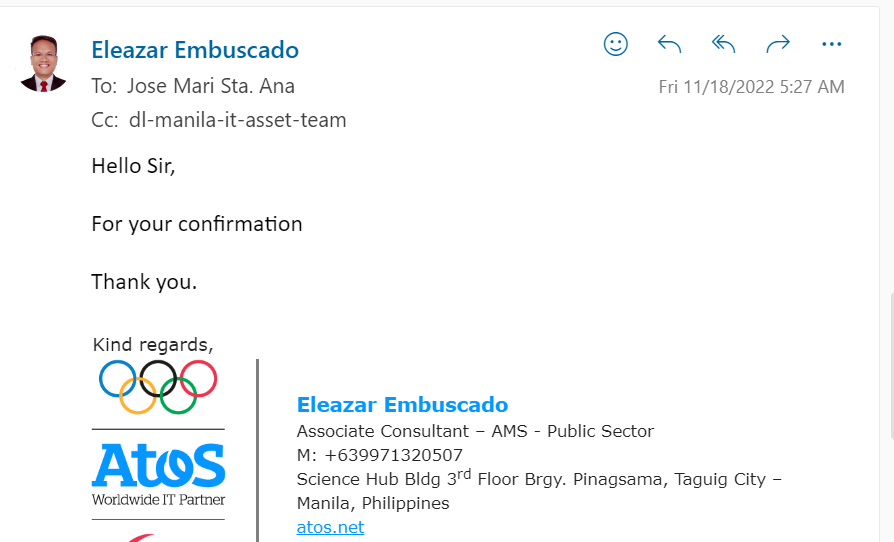 Eleazar Embuscado
To: Jose Mari Sta. Ana
Fri 11/18/2022 5:27 AM
Cc: dl-manila-it-asset-team
Hello Sir,
For your confirmation
Thank you.
Kind regards,
Atos
Worldwide IT Partner
Eleazar Embuscado
Associate Consultant – AMS - Public Sector
M: +639971320507
Science Hub Bldg 3rd Floor Brgy. Pinagsama, Taguig City –
Manila, Philippines
atos.net